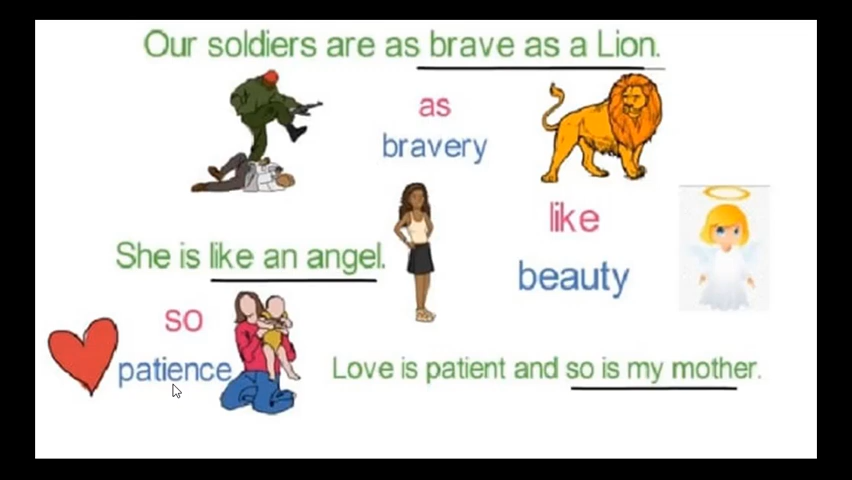 Our soldiers are as brave as a Lion.
as
bravery
like
She is like an angel.
beauty
so
patience
Love is patient and so is my mother.